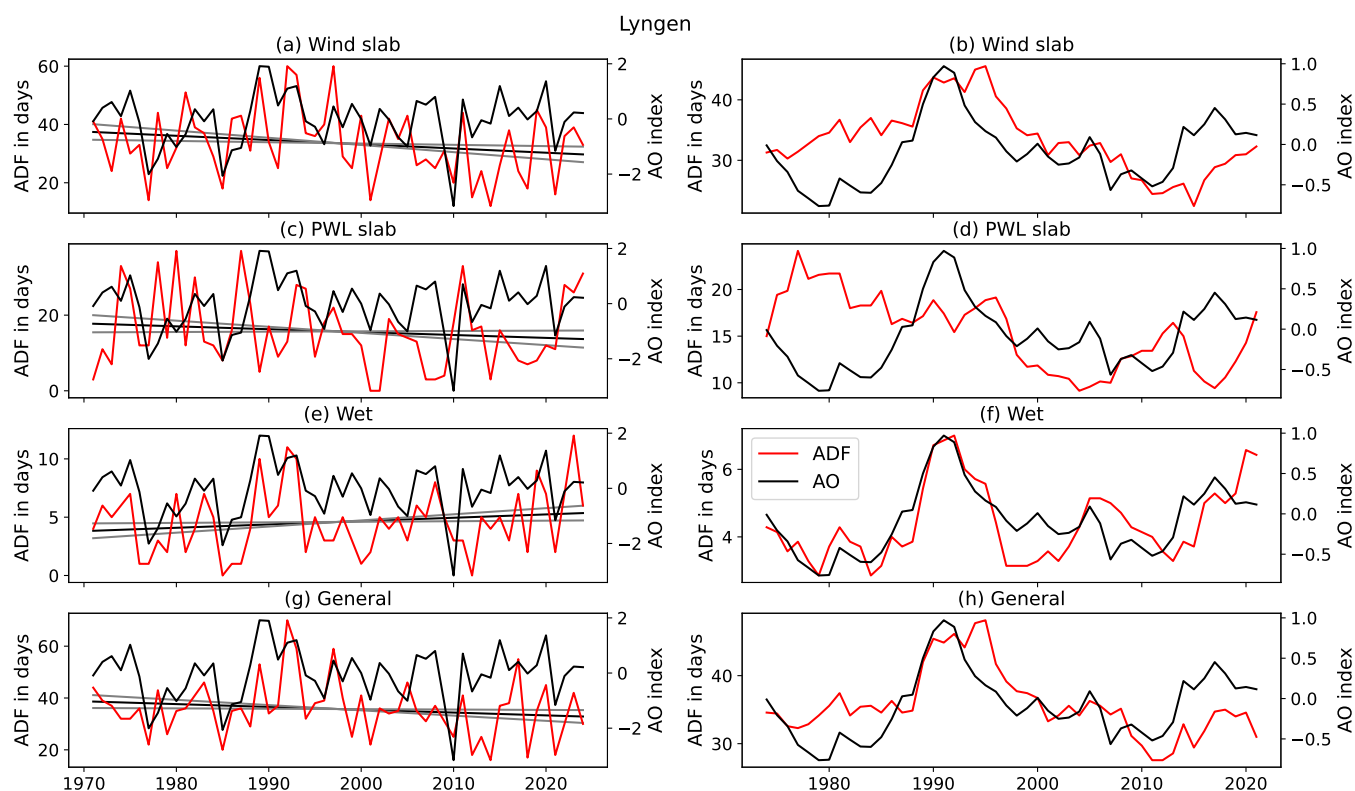 Lyngen
(a) Wind slab
(b) Wind slab
ADF in days
60
40
20
2
0
−2
AO index
ADF in days
40
30
1.0
0.5
0.0
−0.5
AO index
(c) PWL slab
(d) PWL slab
ADF in days
20
0
2
0
−2
AO index
ADF in days
20
15
10
1.0
0.5
0.0
−0.5
AO index
(e) Wet
(f) Wet
ADF in days
10
5
0
2
0
−2
AO index
ADF in days
6
4
ADF
AO
1.0
0.5
0.0
−0.5
AO index
(g) General
(h) General
ADF in days
60
40
20
2
0
−2
AO index
ADF in days
40
30
1.0
0.5
0.0
−0.5
AO index
1970 1980 1990 2000 2010 2020
1980 1990 2000 2010 2020